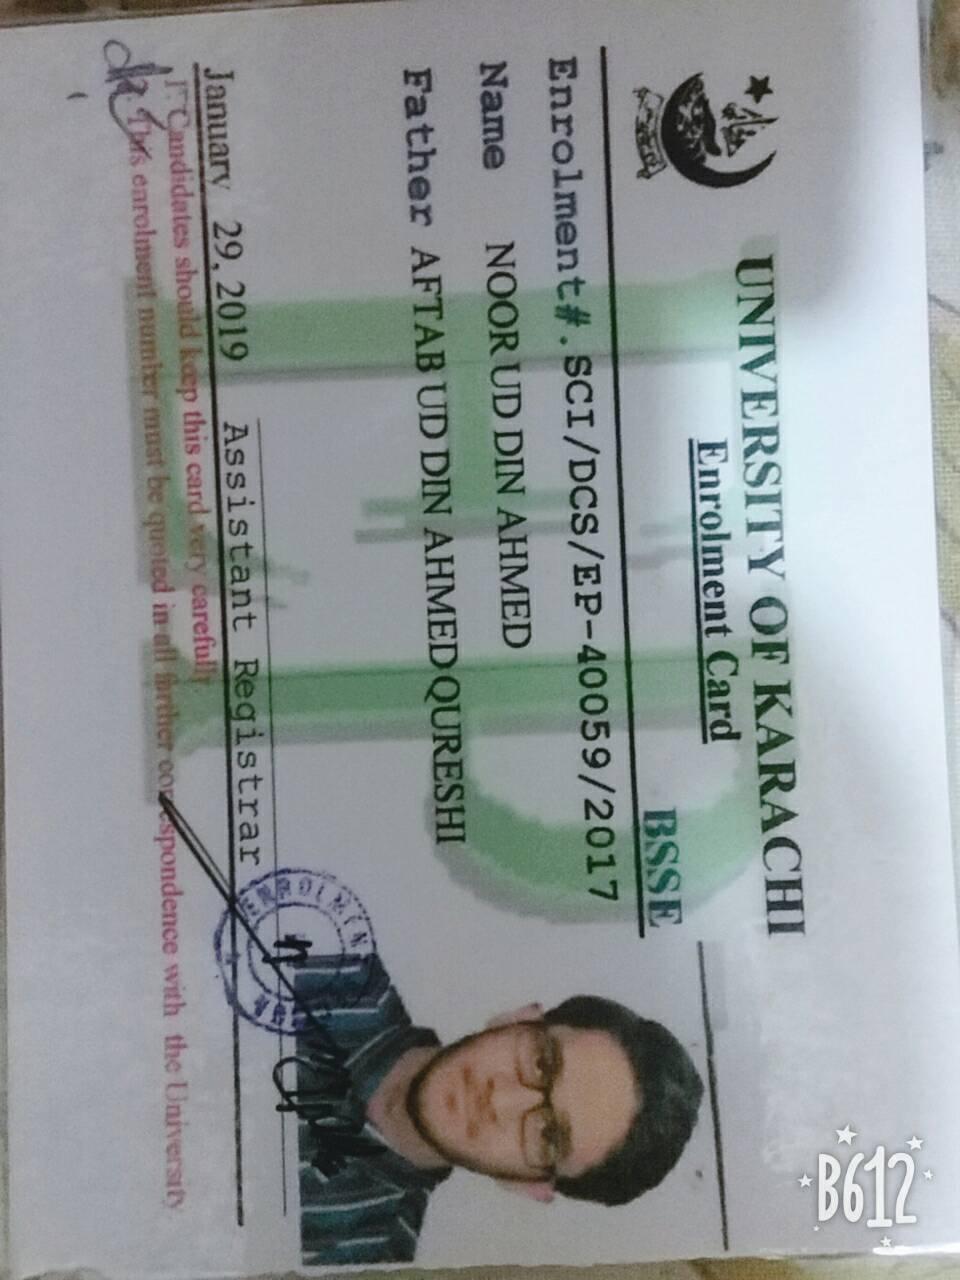 UNIVERSITY OF KARACHI
Enrolment Card
BSSE
Enrolment#. SCI/DCS/EP-40059/2017
Name NOOR UD DIN AHMED
Father AFTAB UD DIN AHMED QURESHI
January 29, 2019 Assistant Registrar
1. Candidates should keep this card very carefully
2. This enrolment number must be quoted in all further correspondence with the University
B612